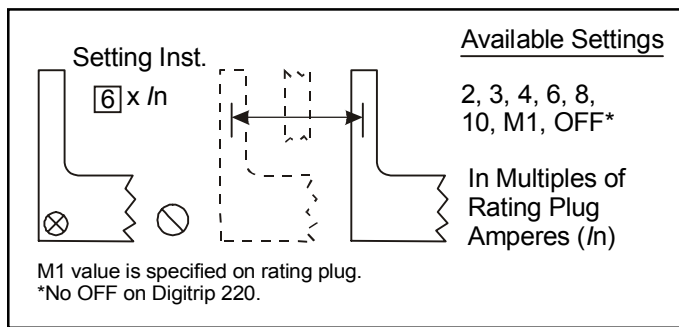 Setting Inst.
6 x In
Available Settings
2, 3, 4, 6, 8,
10, M1, OFF*
In Multiples of
Rating Plug
Amperes (In)
M1 value is specified on rating plug.
*No OFF on Digitrip 220.